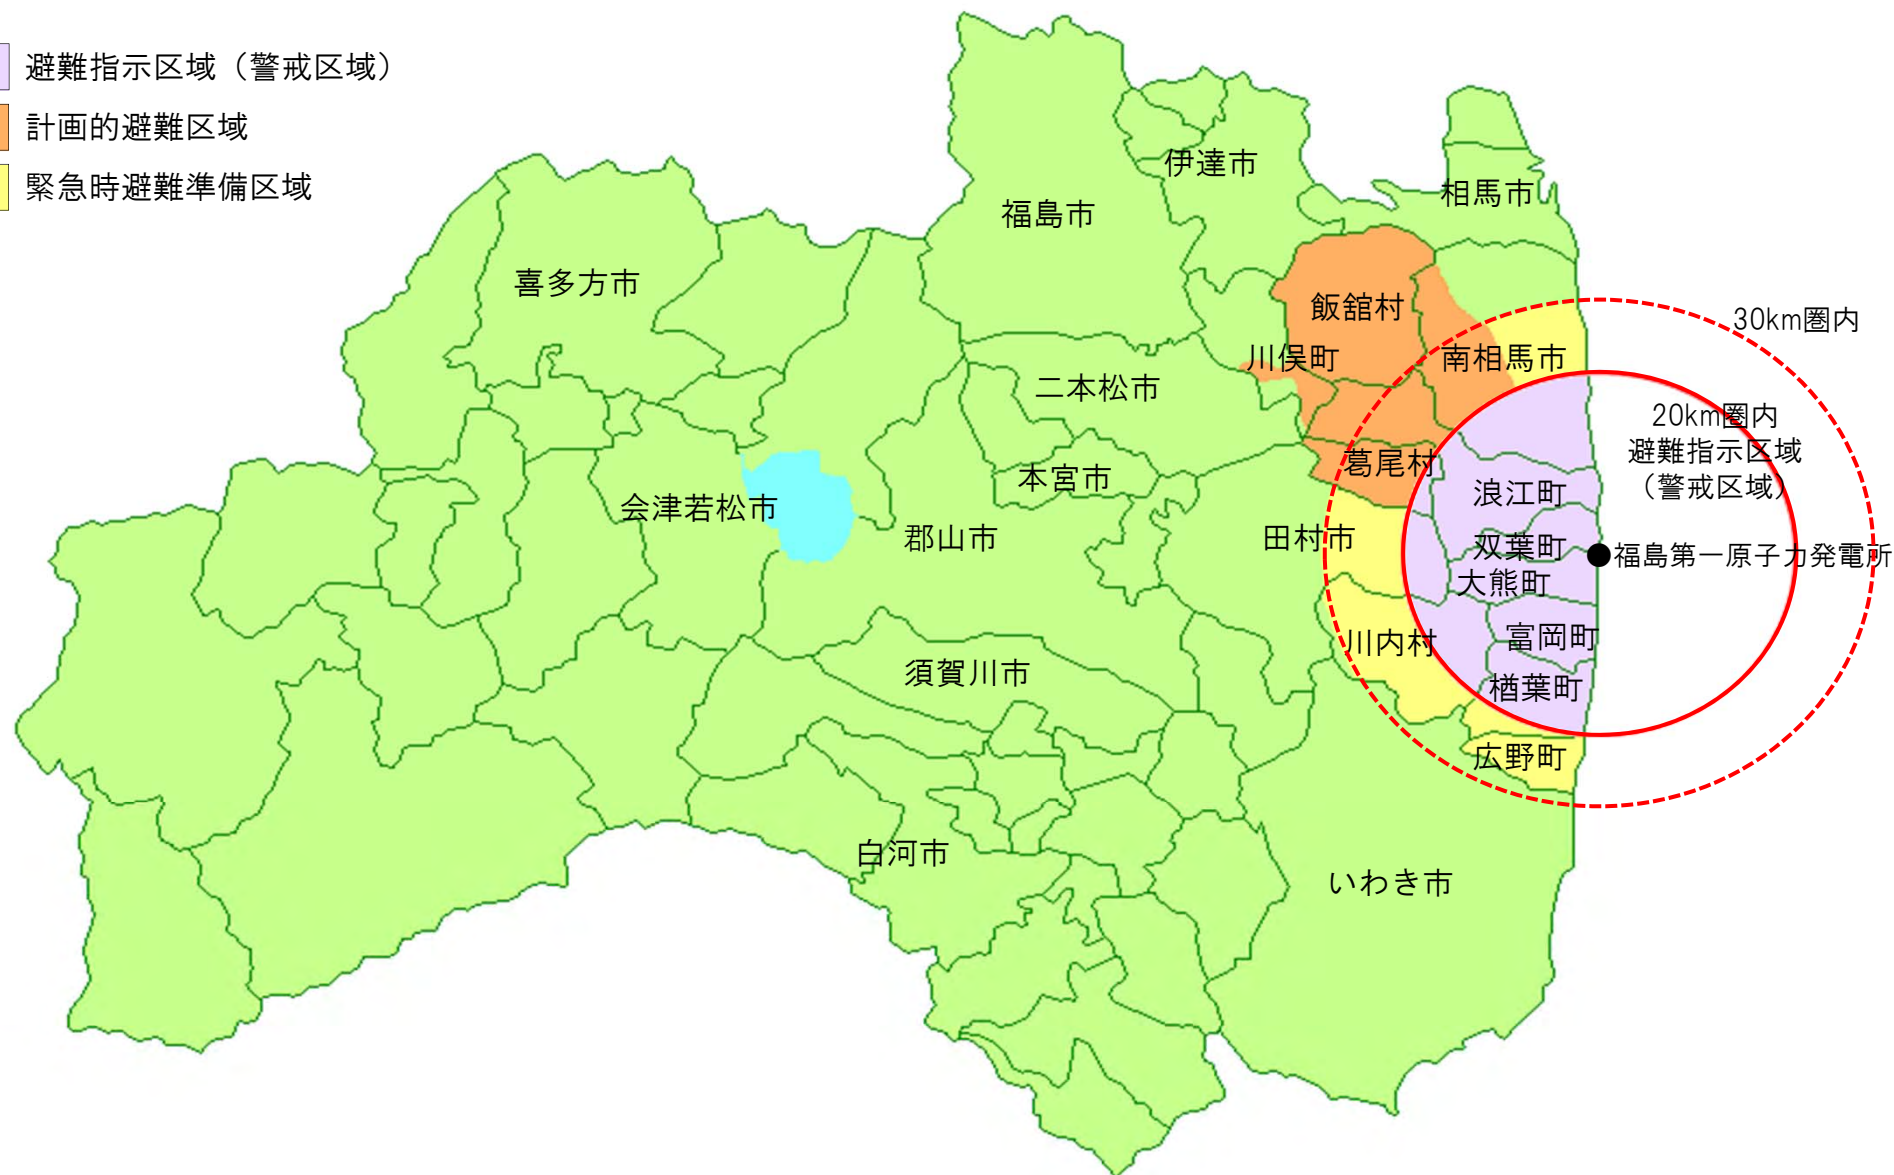 避難指示区域（警戒区域）
計画的避難区域
緊急時避難準備区域
伊達市
相馬市
福島市
喜多方市
飯舘村
30km圏内
川俣町
南相馬市
二本松市
20km圏内
避難指示区域
（警戒区域）
葛尾村
本宮市
浪江町
会津若松市
郡山市
田村市
双葉町
福島第一原子力発電所
大熊町
川内村
富岡町
須賀川市
楢葉町
広野町
白河市
いわき市